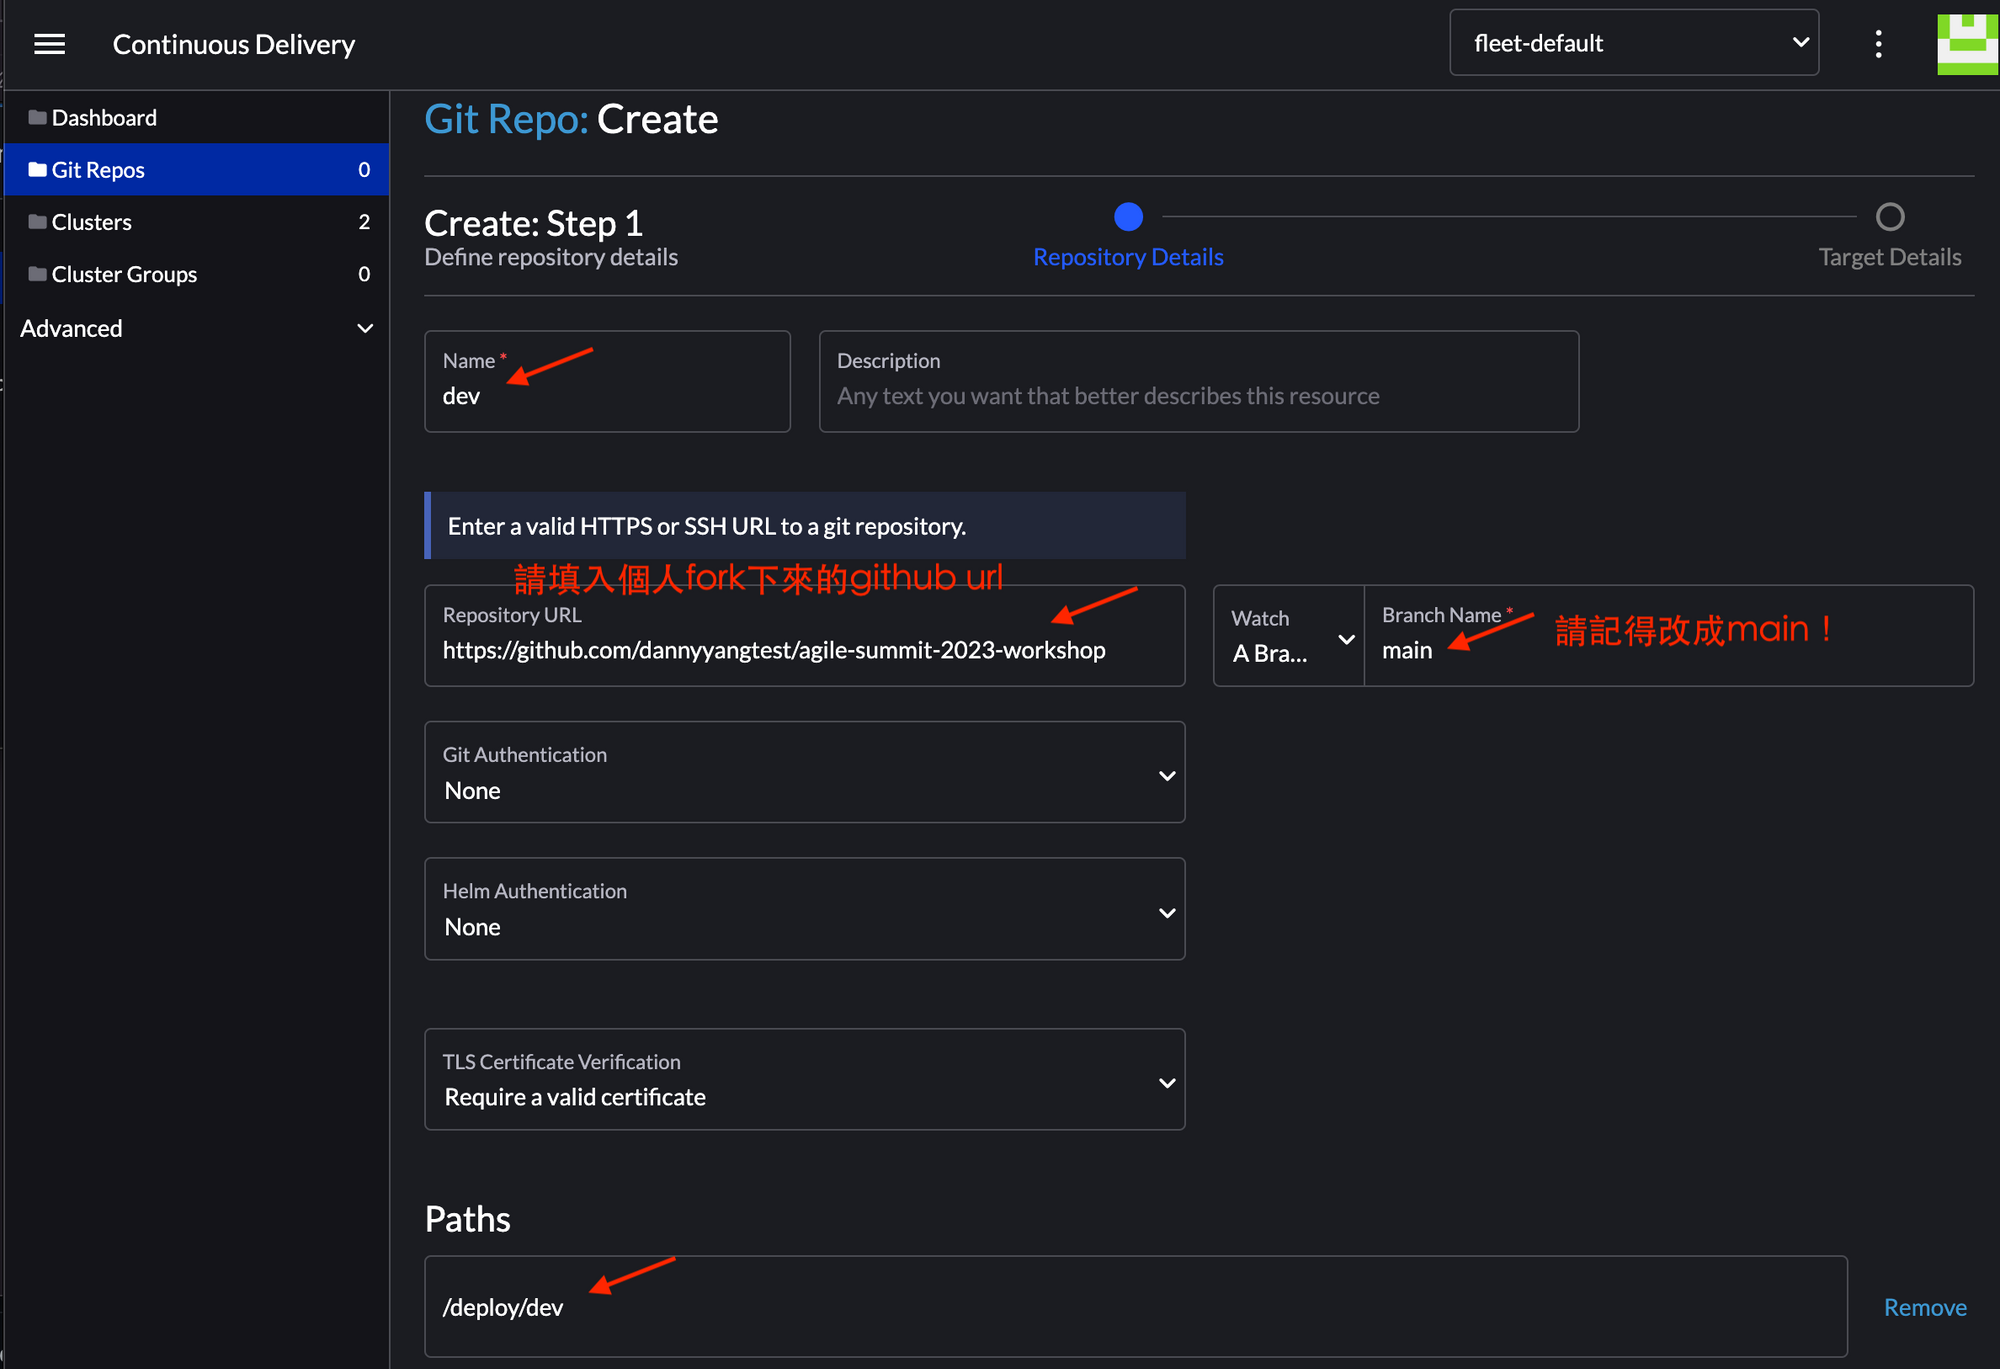 Continuous Delivery
fleet-default
Dashboard
Git Repos 0
Clusters 2
Cluster Groups 0
Advanced
Git Repo: Create
Create: Step 1
Define repository details
Repository Details
Target Details
Name *
dev
Description
Any text you want that better describes this resource
Enter a valid HTTPS or SSH URL to a git repository.
請填入個人fork下來的github url
Repository URL
https://github.com/dannyyangtest/agile-summit-2023-workshop
Watch
A Bra...
Branch Name *
main
請記得改成main！
Git Authentication
None
Helm Authentication
None
TLS Certificate Verification
Require a valid certificate
Paths
/deploy/dev
Remove